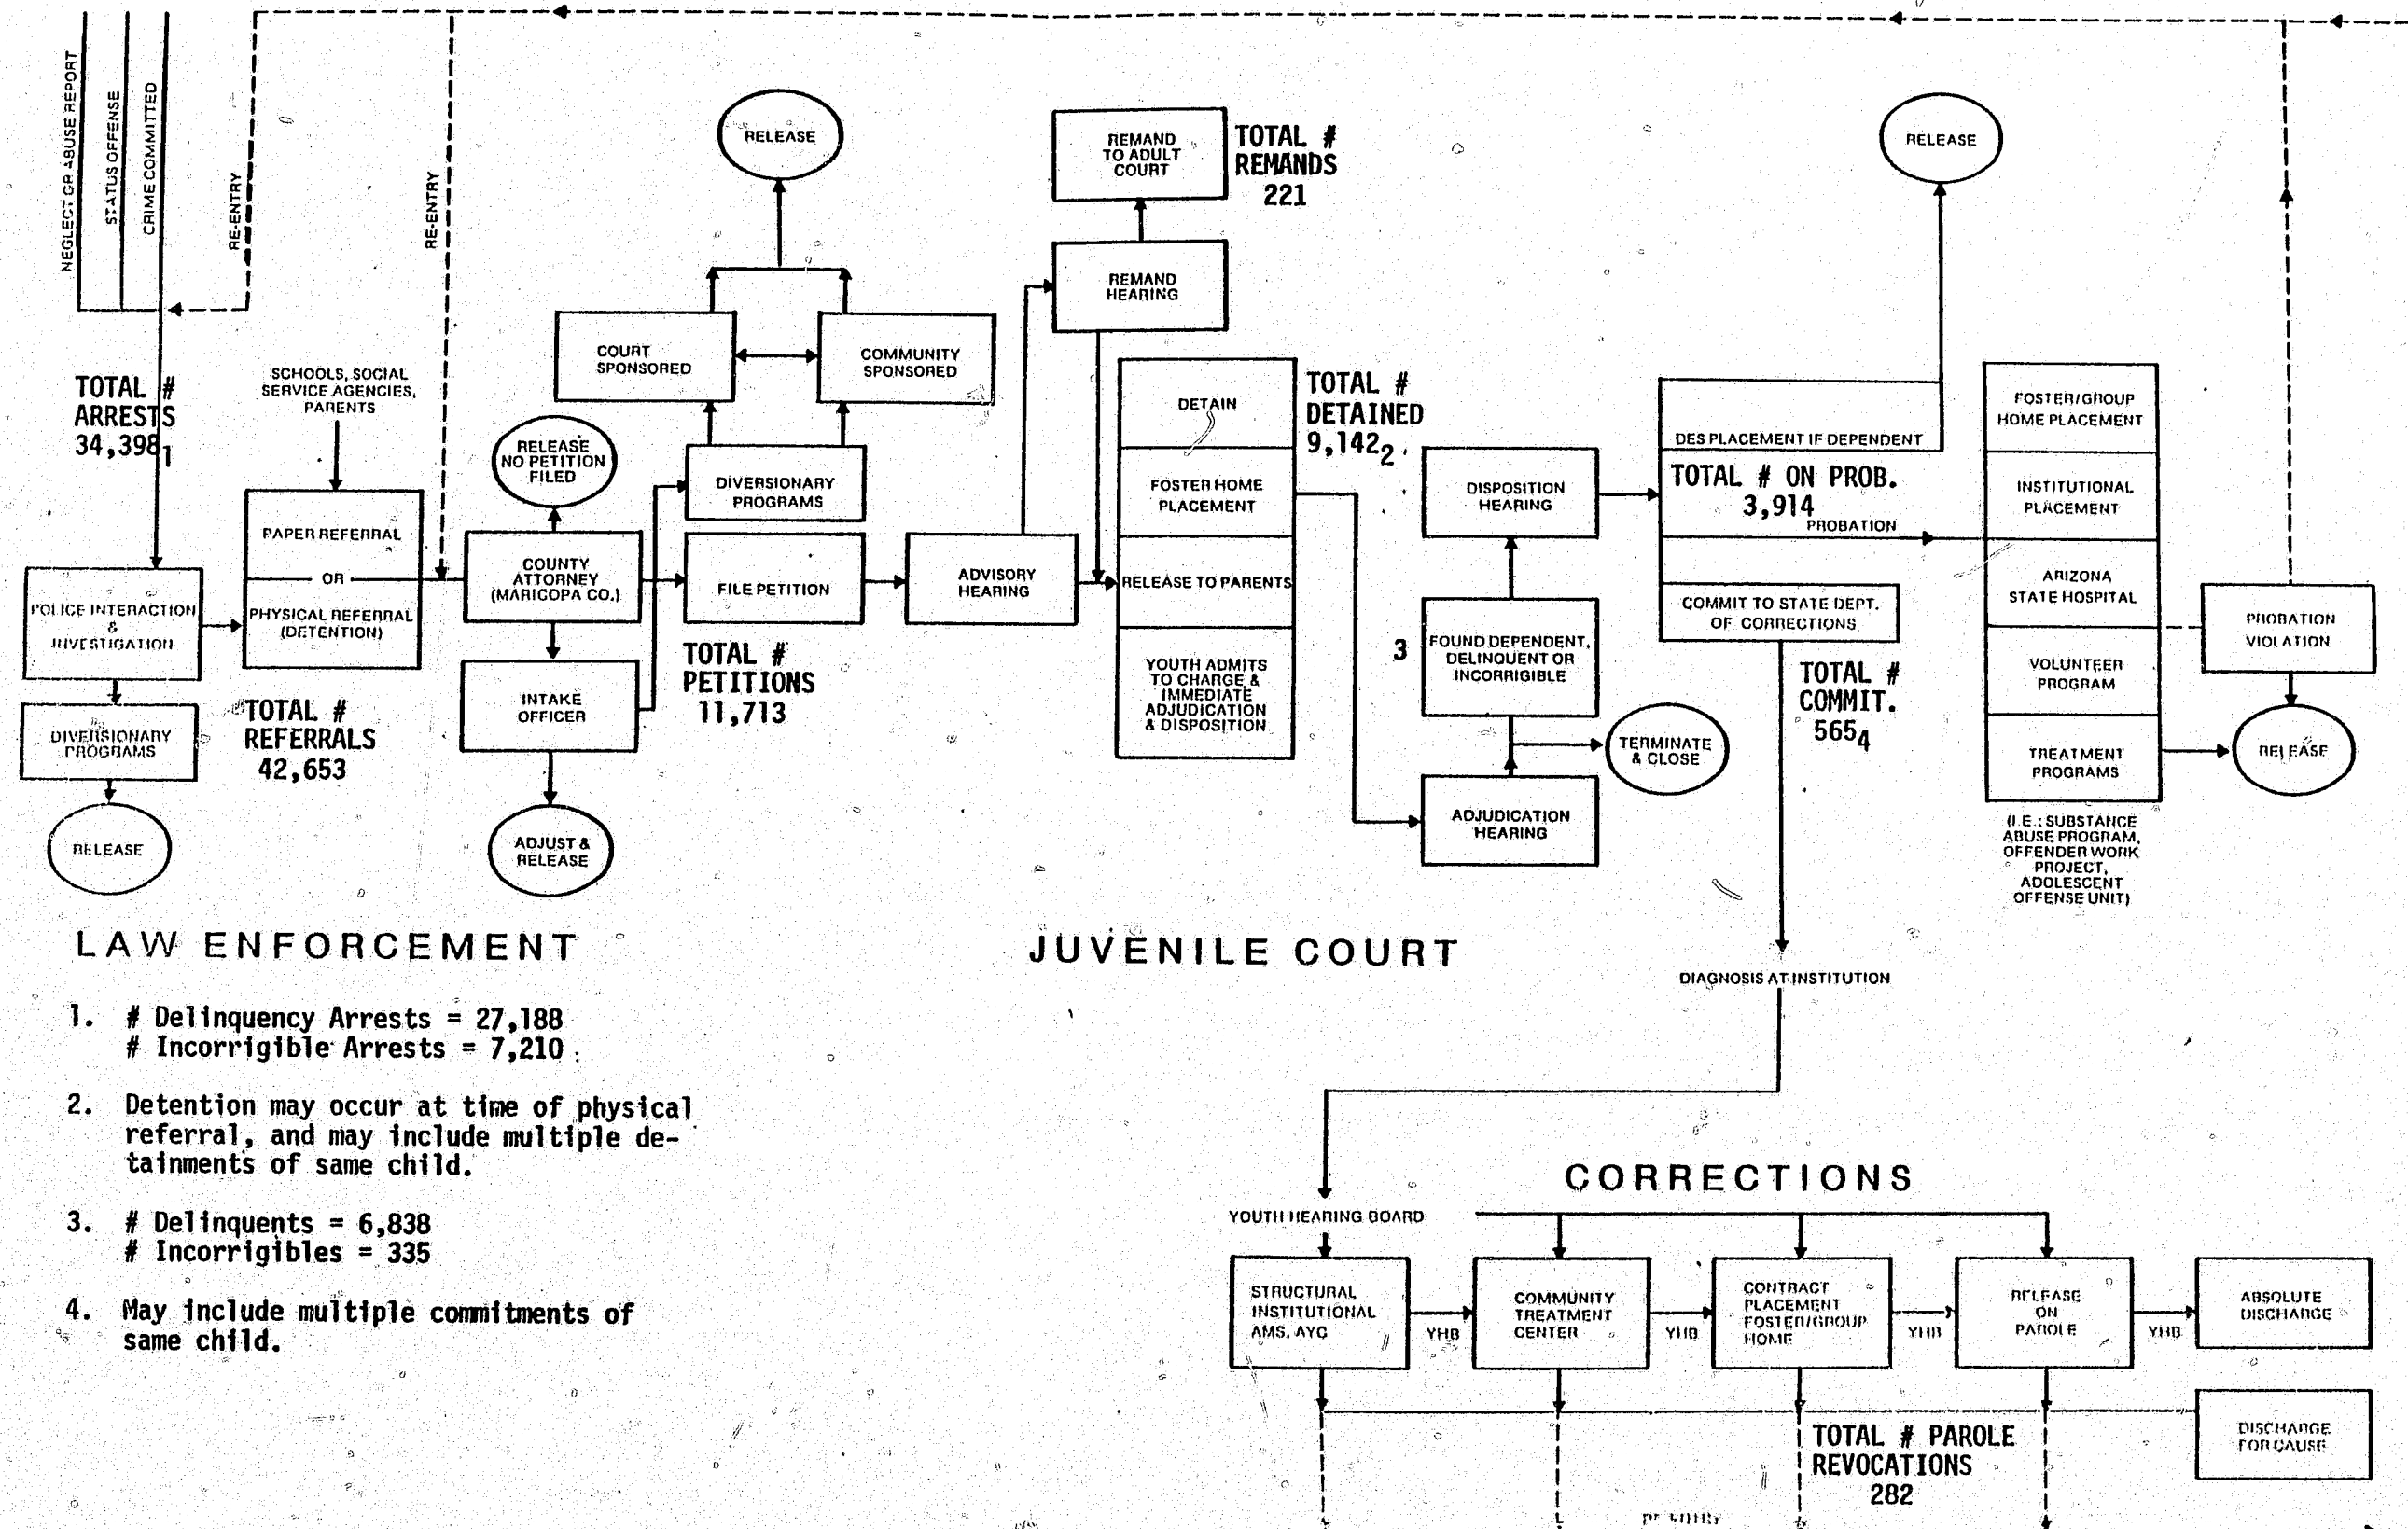 NEGLECT OR ABUSE REPORT
STATUS OFFENSE
CRIME COMMITTED
RE-ENTRY
RE-ENTRY
TOTAL #
ARRESTS
34,398 1
SCHOOLS, SOCIAL
SERVICE AGENCIES,
PARENTS
POLICE INTERACTION
&
INVESTIGATION
DIVERSIONARY
PROGRAMS
RELEASE
PAPER REFERRAL
OR
PHYSICAL REFERRAL
(DETENTION)
TOTAL #
REFERRALS
42,653
RELEASE
NO PETITION
FILED
COUNTY
ATTORNEY
(MARICOPA CO.)
INTAKE
OFFICER
ADJUST &
RELEASE
RELEASE
COURT
SPONSORED
COMMUNITY
SPONSORED
DIVERSIONARY
PROGRAMS
FILE PETITION
TOTAL #
PETITIONS
11,713
ADVISORY
HEARING
REMAND
TO ADULT
COURT
TOTAL #
REMANDS
221
REMAND
HEARING
DETAIN
FOSTER HOME
PLACEMENT
RELEASE TO PARENTS
YOUTH ADMITS
TO CHARGE &
IMMEDIATE
ADJUDICATION
& DISPOSITION
TOTAL #
DETAINED
9,142 2
DISPOSITION
HEARING
3
FOUND DEPENDENT,
DELINQUENT OR
INCORRIGIBLE
TERMINATE
& CLOSE
ADJUDICATION
HEARING
RELEASE
DES PLACEMENT IF DEPENDENT
TOTAL # ON PROB.
3,914
PROBATION
COMMIT TO STATE DEPT.
OF CORRECTIONS
TOTAL #
COMMIT.
565 4
FOSTER/GROUP
HOME PLACEMENT
INSTITUTIONAL
PLACEMENT
ARIZONA
STATE HOSPITAL
VOLUNTEER
PROGRAM
TREATMENT
PROGRAMS
(I.E.: SUBSTANCE
ABUSE PROGRAM,
OFFENDER WORK
PROJECT,
ADOLESCENT
OFFENSE UNIT)
PROBATION
VIOLATION
RELEASE
LAW ENFORCEMENT
JUVENILE COURT
DIAGNOSIS AT INSTITUTION
1. # Delinquency Arrests = 27,188
# Incorrigible Arrests = 7,210
2. Detention may occur at time of physical
referral, and may include multiple de-
tainments of same child.
3. # Delinquents = 6,838
# Incorrigibles = 335
4. May include multiple commitments of
same child.
CORRECTIONS
YOUTH HEARING BOARD
STRUCTURAL
INSTITUTIONAL
AMS, AYC
YHB
COMMUNITY
TREATMENT
CENTER
YHB
CONTRACT
PLACEMENT
FOSTER/GROUP
HOME
YHB
RELEASE
ON
PAROLE
YHB
ABSOLUTE
DISCHARGE
DISCHARGE
FOR CAUSE
TOTAL # PAROLE
REVOCATIONS
282